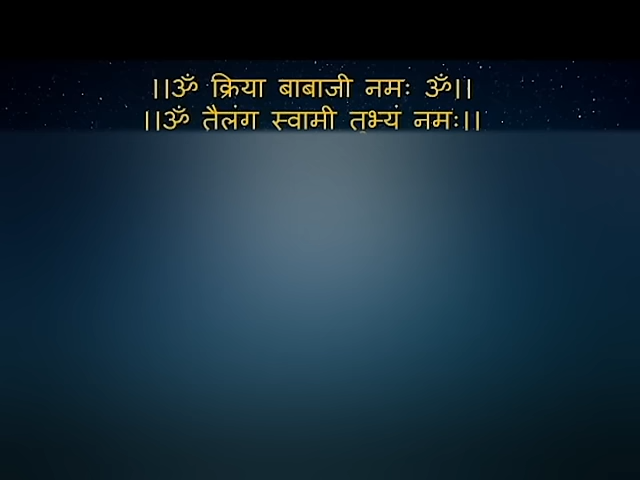 ।।ॐ क्रिया बाबाजी नमः ॐ।।
।।ॐ तैलंग स्वामी तुभ्यं नमः।।